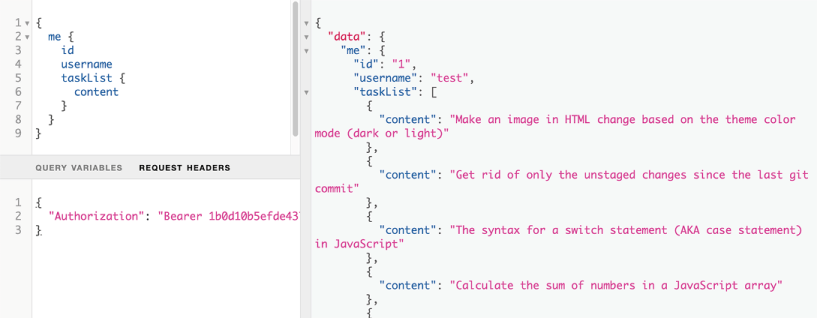 1 {
2 me {
3 id
4 username
5 taskList {
6 content
7 }
8 }
9 }
QUERY VARIABLES REQUEST HEADERS
1 {
2 "Authorization": "Bearer 1b0d10b5efde43
3 }
{
"data": {
"me": {
"id": "1",
"username": "test",
"taskList": [
{
"content": "Make an image in HTML change based on the theme color
mode (dark or light)"
},
{
"content": "Get rid of only the unstaged changes since the last git
commit"
},
{
"content": "The syntax for a switch statement (AKA case statement)
in JavaScript"
},
{
"content": "Calculate the sum of numbers in a JavaScript array"
},
{